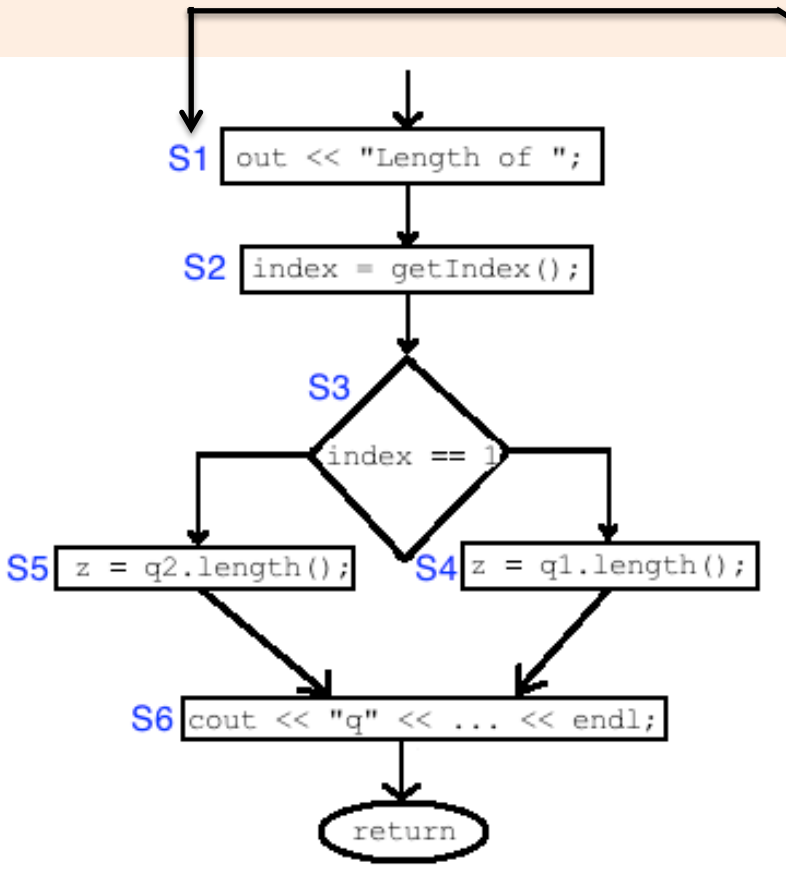 S1 out << "Length of ";
S2 index = getIndex();
S3
index == 1
S5 z = q2.length();
S4 z = q1.length();
S6 cout << "q" << ... << endl;
return